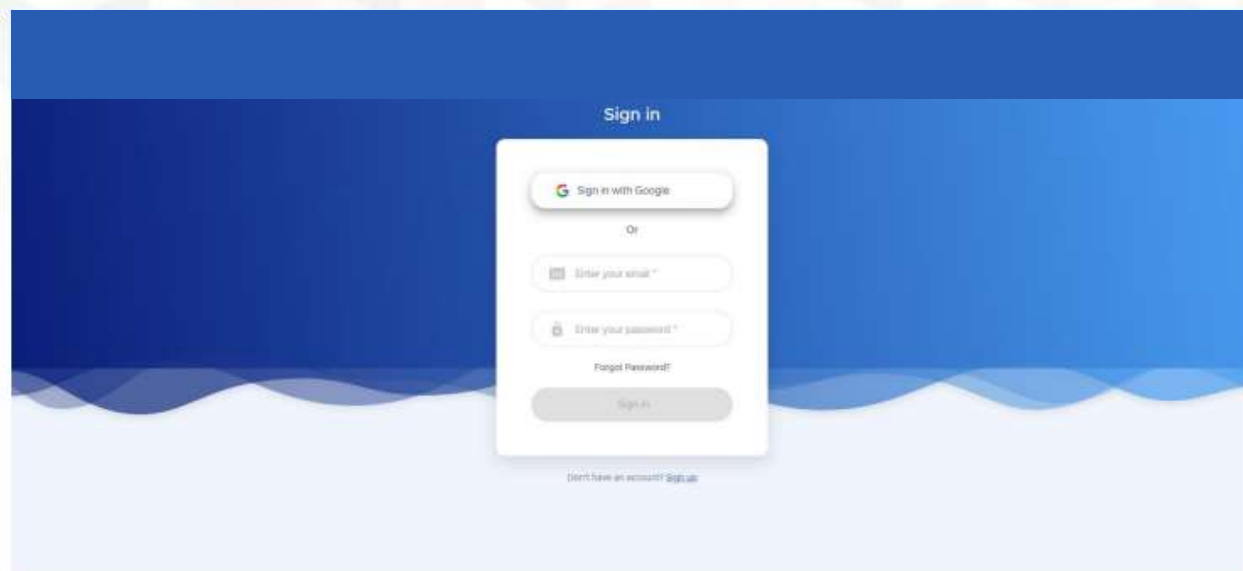 Sign in
Sign in with Google
Or
Enter your email *
Enter your password *
Forgot Password?
Sign in
Don't have an account? Sign up